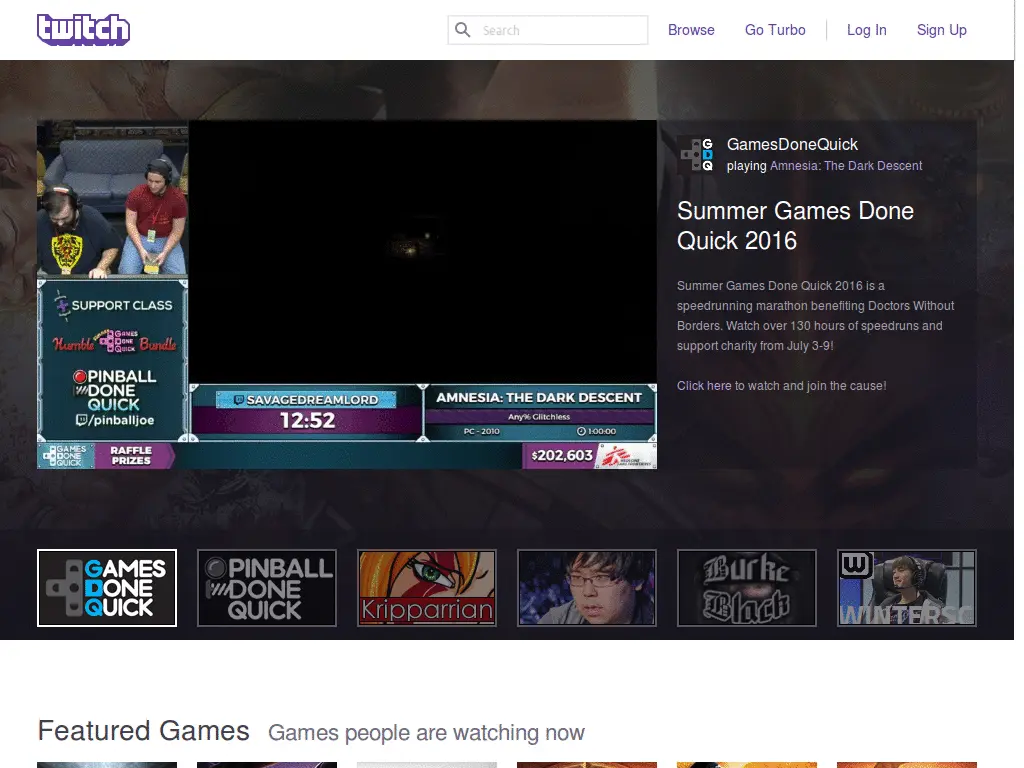 twitch
Search
Browse
Go Turbo
Log In
Sign Up
GamesDoneQuick
playing Amnesia: The Dark Descent
Summer Games Done
Quick 2016
Summer Games Done Quick 2016 is a
speedrunning marathon benefiting Doctors Without
Borders. Watch over 130 hours of speedruns and
support charity from July 3-9!
Click here to watch and join the cause!
GDQ
SUPPORT CLASS
Humble GAMES DONE QUICK Bundle
PINBALL
DONE
QUICK
/pinballjoe
SAVAGEDREAMLORD
12:52
AMNESIA: THE DARK DESCENT
Any% Glitchless
PC - 2010
1:00:00
GAMES
DONE
QUICK
RAFFLE
PRIZES
$202,603
GAMES
DONE
QUICK
PINBALL
DONE
QUICK
Kripparrian
Burke
Black
W
WINTERSC
Featured Games
Games people are watching now